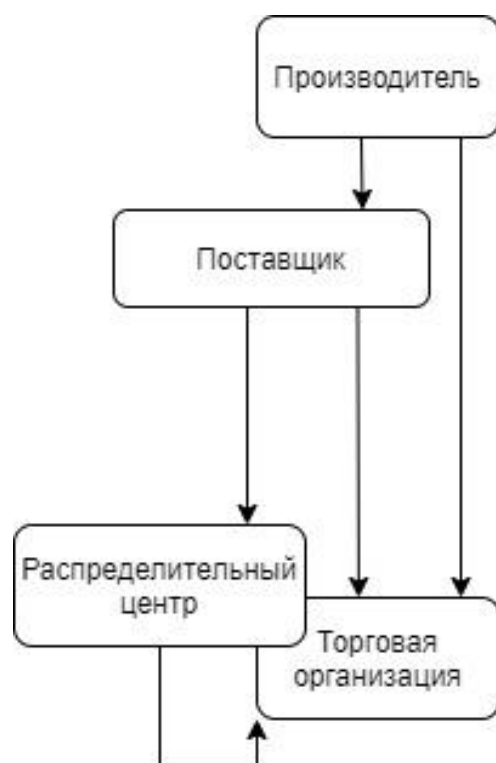 Производитель
Поставщик
Распределительный
центр
Торговая
организация